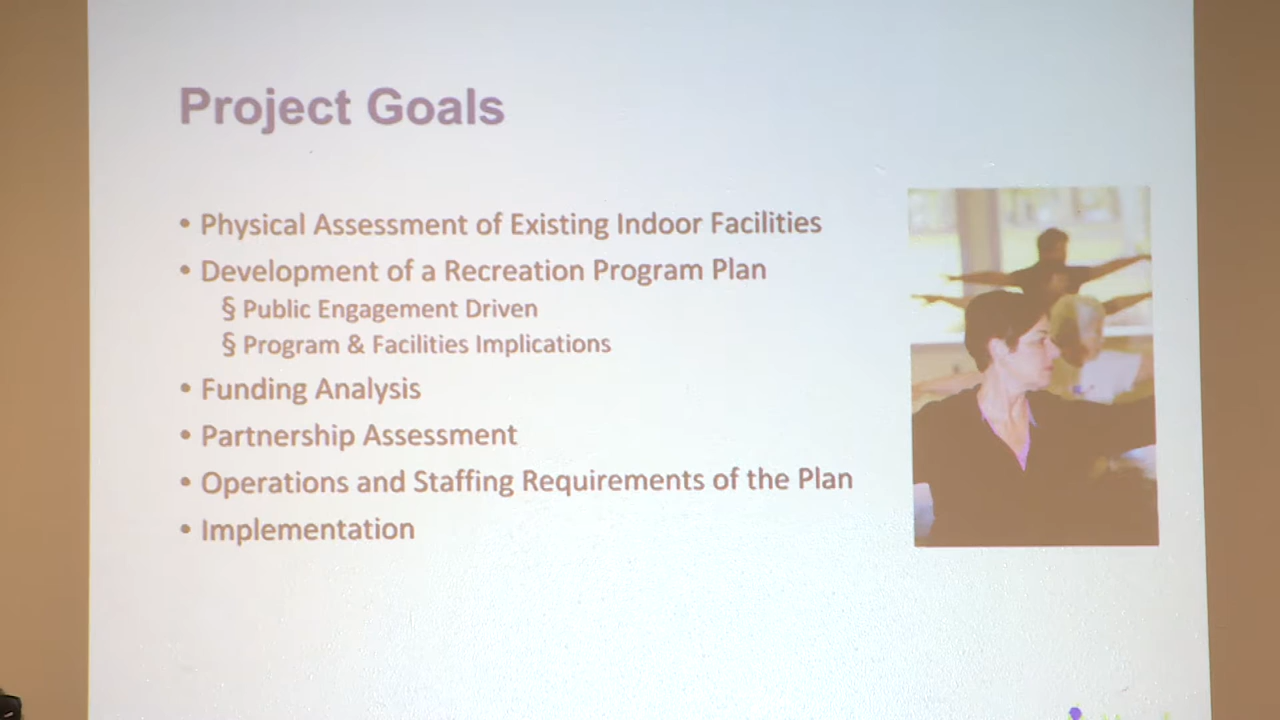 Project Goals
• Physical Assessment of Existing Indoor Facilities
• Development of a Recreation Program Plan
§ Public Engagement Driven
§ Program & Facilities Implications
• Funding Analysis
• Partnership Assessment
• Operations and Staffing Requirements of the Plan
• Implementation